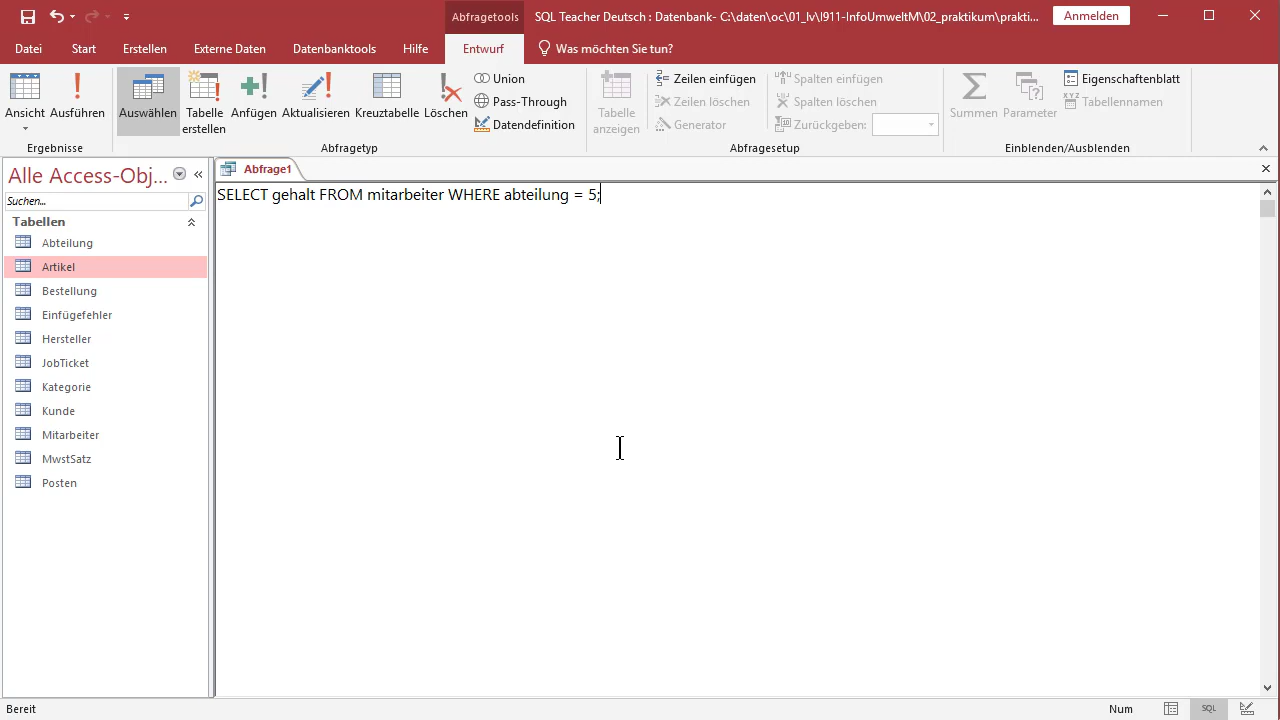 Abfragetools
SQL Teacher Deutsch : Datenbank- C:\daten\oc\01_lv\I911-InfoUmweltM\02_praktikum\prakti...
Anmelden
Datei Start Erstellen Externe Daten Datenbanktools Hilfe Entwurf Was möchten Sie tun?
Ansicht
Ausführen
Ergebnisse
Auswählen
Tabelle
erstellen
Anfügen
Aktualisieren
Kreuztabelle
Löschen
Union
Pass-Through
Datendefinition
Abfragetyp
Tabelle
anzeigen
Zeilen einfügen
Zeilen löschen
Generator
Spalten einfügen
Spalten löschen
Zurückgeben:
Abfragesetup
Summen
Parameter
Eigenschaftenblatt
XYZ Tabellennamen
Einblenden/Ausblenden
Alle Access-Obj...
Suchen...
Tabellen
Abteilung
Artikel
Bestellung
Einfügefehler
Hersteller
JobTicket
Kategorie
Kunde
Mitarbeiter
MwstSatz
Posten
Abfrage1
SELECT gehalt FROM mitarbeiter WHERE abteilung = 5;
Bereit
Num
SQL